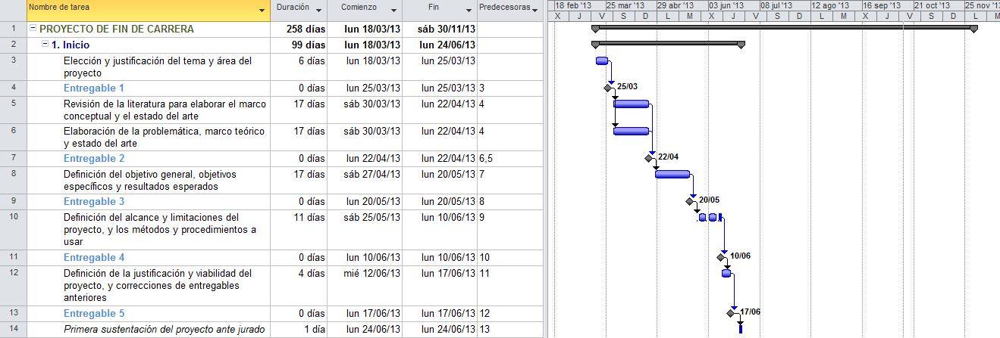 Nombre de tarea Duración Comienzo Fin Predecesoras 18 feb '13 25 mar '13 29 abr '13 03 jun '13 08 jul '13 12 ago '13 16 sep '13 21 oct '13 25 nov '13
X J V S D L M X J V S D L M X J V M
1 PROYECTO DE FIN DE CARRERA 258 días lun 18/03/13 sáb 30/11/13
2 1. Inicio 99 días lun 18/03/13 lun 24/06/13
3 Elección y justificación del tema y área del 6 días lun 18/03/13 lun 25/03/13
proyecto
4 Entregable 1 0 días lun 25/03/13 lun 25/03/13 3 25/03
5 Revisión de la literatura para elaborar el marco 17 días sáb 30/03/13 lun 22/04/13 4
conceptual y el estado del arte
6 Elaboración de la problemática, marco teórico 17 días sáb 30/03/13 lun 22/04/13 4
y estado del arte
7 Entregable 2 0 días lun 22/04/13 lun 22/04/13 6,5 22/04
8 Definición del objetivo general, objetivos 17 días sáb 27/04/13 lun 20/05/13 7
específicos y resultados esperados
9 Entregable 3 0 días lun 20/05/13 lun 20/05/13 8 20/05
10 Definición del alcance y limitaciones del 11 días sáb 25/05/13 lun 10/06/13 9
proyecto, y los métodos y procedimientos a
usar
11 Entregable 4 0 días lun 10/06/13 lun 10/06/13 10 10/06
12 Definición de la justificación y viabilidad del 4 días mié 12/06/13 lun 17/06/13 11
proyecto, y correcciones de entregables
anteriores
13 Entregable 5 0 días lun 17/06/13 lun 17/06/13 12 17/06
14 Primera sustentación del proyecto ante jurado 1 día lun 24/06/13 lun 24/06/13 13